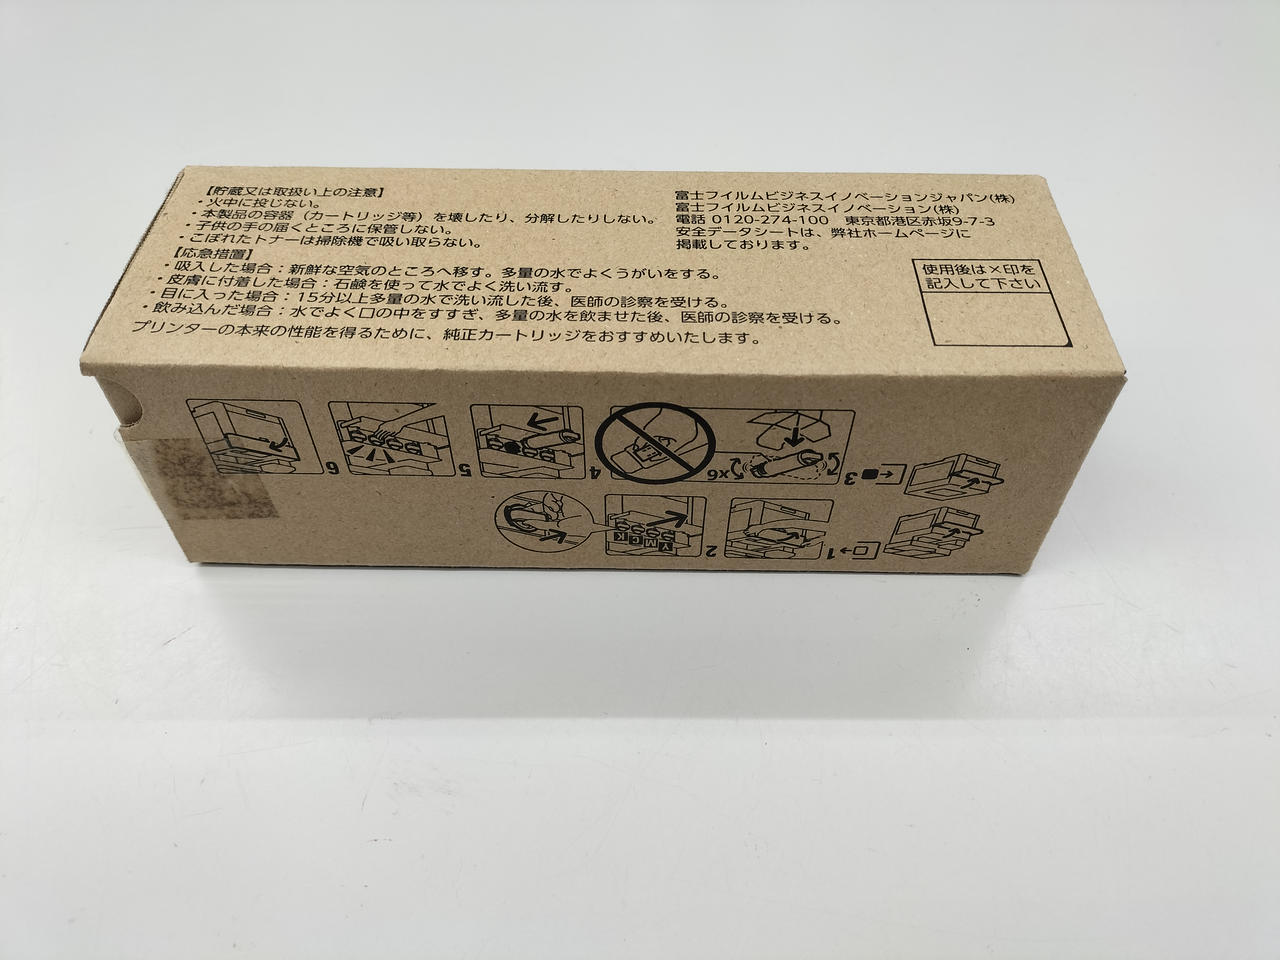 【貯蔵又は取扱い上の注意】
・火中に投じない。
・本製品の容器（カートリッジ等）を壊したり、分解したりしない。
・子供の手の届くところに保管しない。
・こぼれたトナーは掃除機で吸い取らない。
【応急措置】
・吸入した場合：新鮮な空気のところへ移す。多量の水でよくうがいをする。
・皮膚に付着した場合：石鹸を使って水でよく洗い流す。
・目に入った場合：15分以上多量の水で洗い流した後、医師の診察を受ける。
・飲み込んだ場合：水でよく口の中をすすぎ、多量の水を飲ませた後、医師の診察を受ける。
プリンターの本来の性能を得るために、純正カートリッジをおすすめいたします。
富士フイルムビジネスイノベーションジャパン(株)
富士フイルムビジネスイノベーション(株)
電話 0120-274-100　東京都港区赤坂9-7-3
安全データシートは、弊社ホームページに
掲載しております。
使用後は×印を
記入して下さい
1
2
Y M C K
3
x6
4
5
6